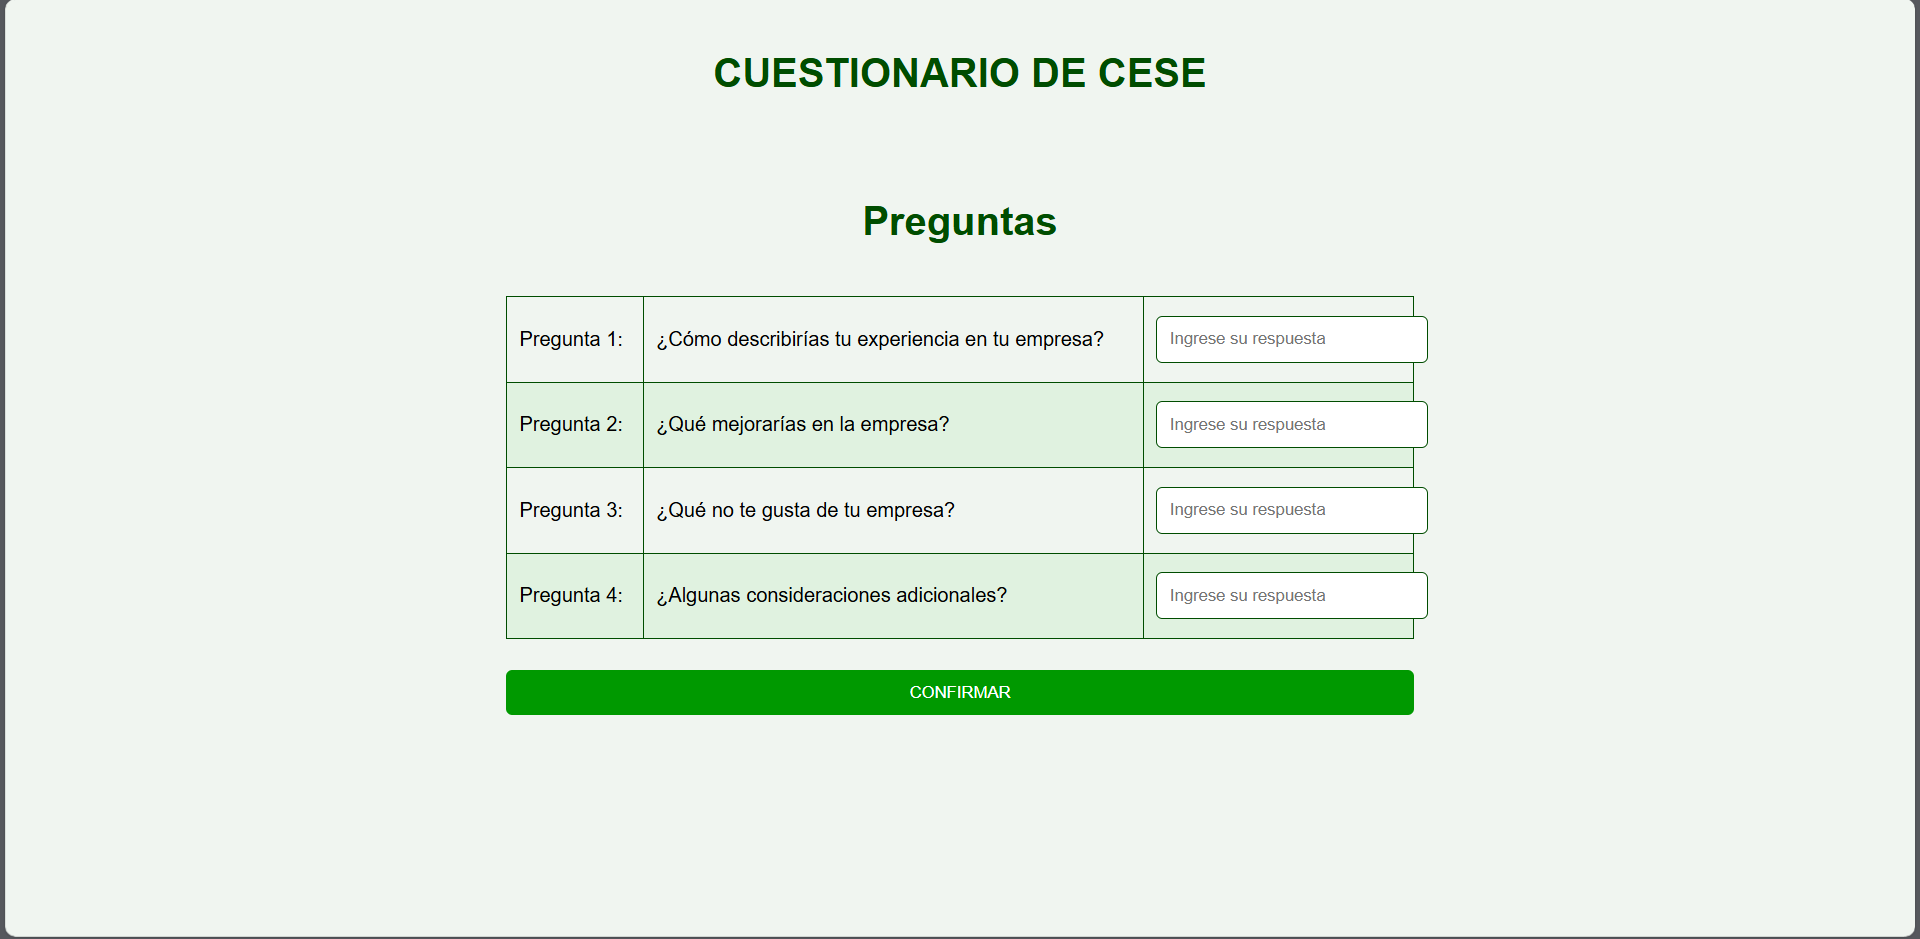 CUESTIONARIO DE CESE
Preguntas
Pregunta 1: ¿Cómo describirías tu experiencia en tu empresa? Ingrese su respuesta
Pregunta 2: ¿Qué mejorarías en la empresa? Ingrese su respuesta
Pregunta 3: ¿Qué no te gusta de tu empresa? Ingrese su respuesta
Pregunta 4: ¿Algunas consideraciones adicionales? Ingrese su respuesta
CONFIRMAR